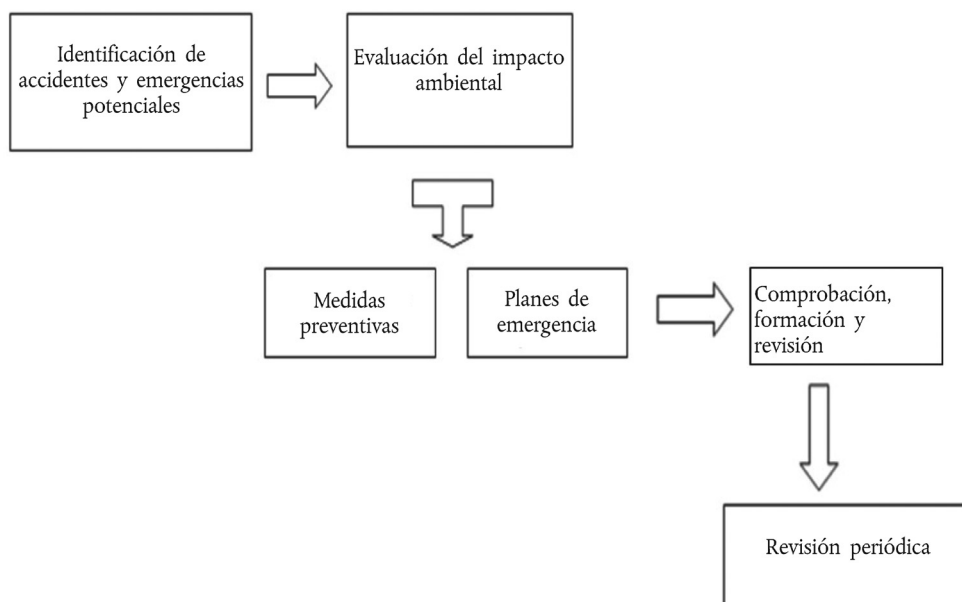 Identificación de
accidentes y emergencias
potenciales
Evaluación del impacto
ambiental
Medidas
preventivas
Planes de
emergencia
Comprobación,
formación y
revisión
Revisión periódica